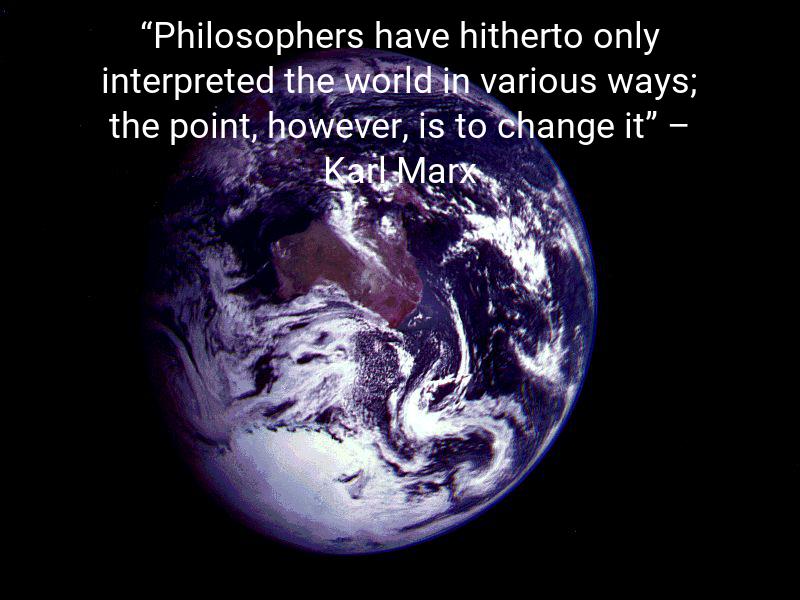 “Philosophers have hitherto only
interpreted the world in various ways;
the point, however, is to change it” –
Karl Marx